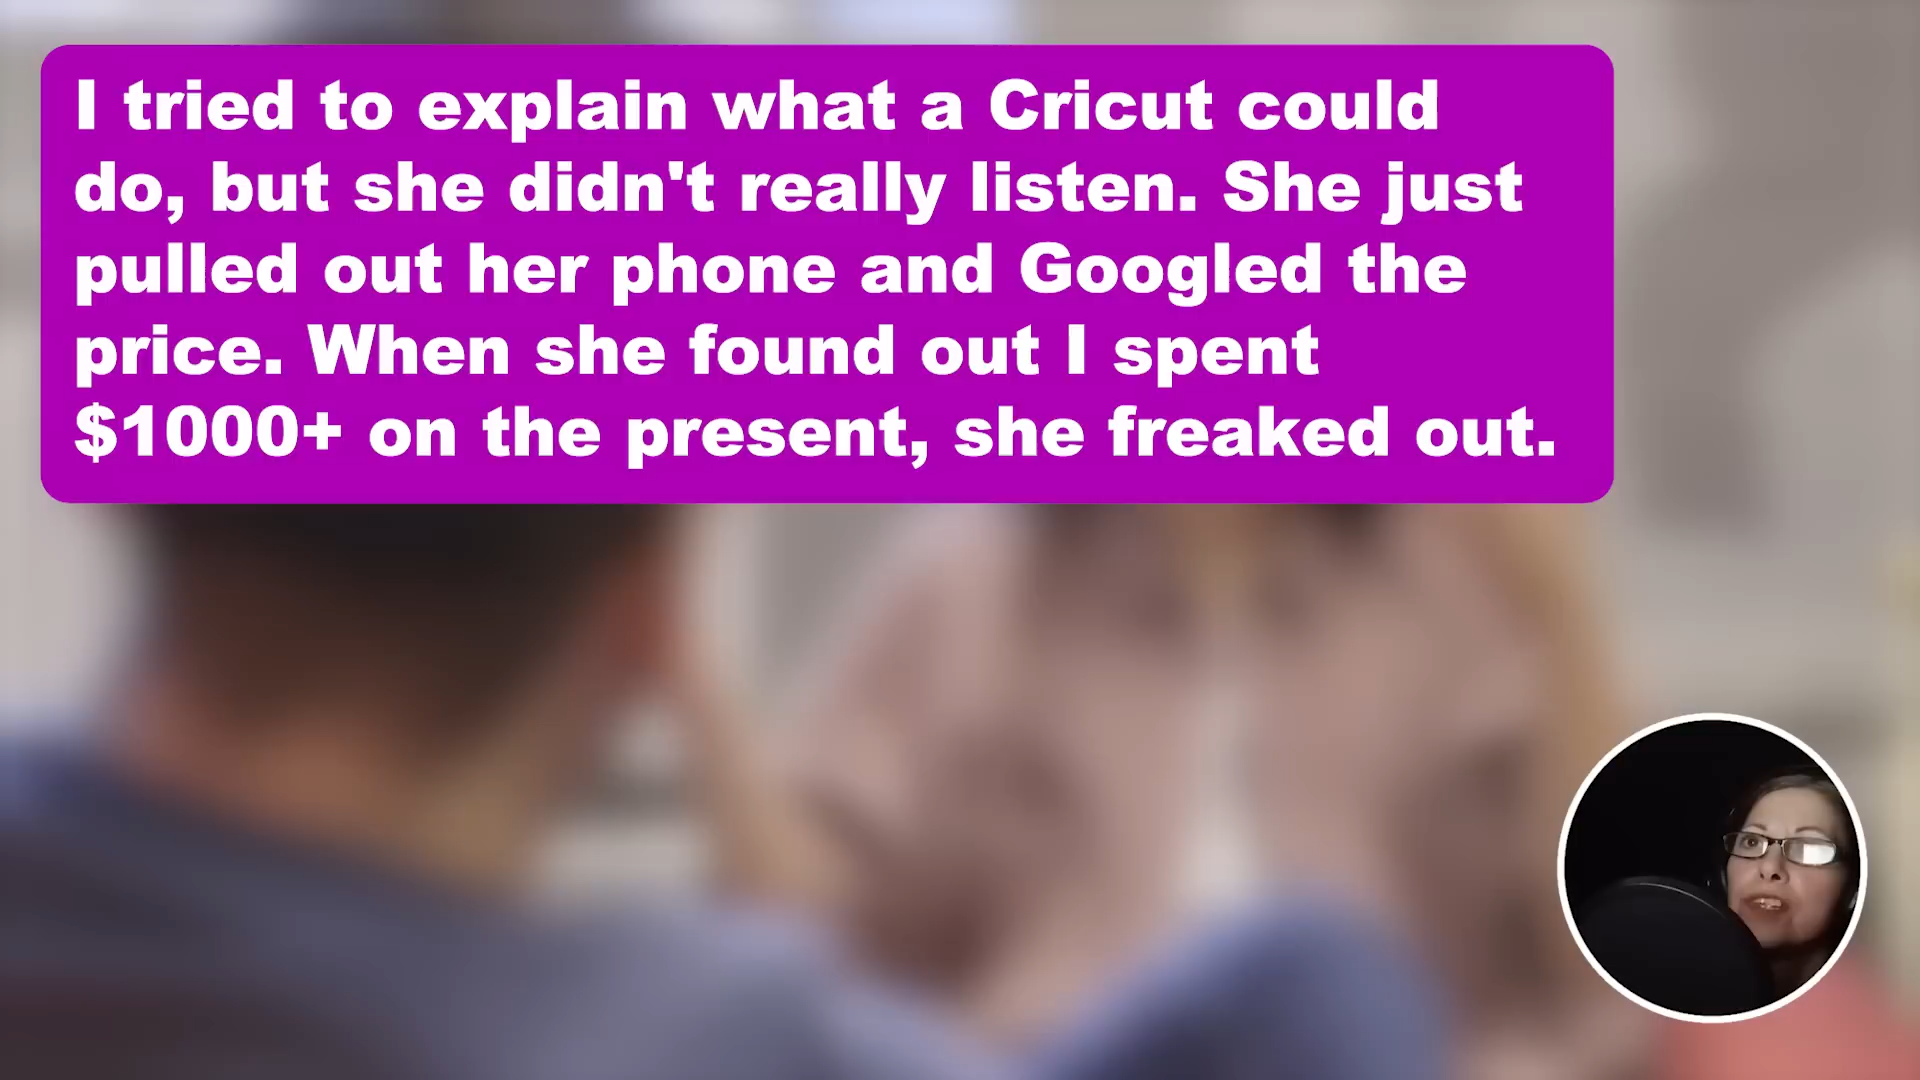 I tried to explain what a Cricut could
do, but she didn't really listen. She just
pulled out her phone and Googled the
price. When she found out I spent
$1000+ on the present, she freaked out.